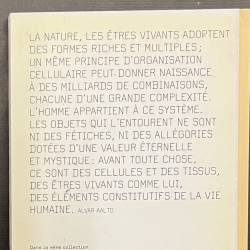 LA NATURE, LES ÊTRES VIVANTS ADOPTENT
DES FORMES RICHES ET MULTIPLES ;
UN MÊME PRINCIPE D'ORGANISATION
CELLULAIRE PEUT DONNER NAISSANCE
À DES MILLIARDS DE COMBINAISONS,
CHACUNE D'UNE GRANDE COMPLEXITÉ.
L'HOMME APPARTIENT À CE SYSTÈME.
LES OBJETS QUI L'ENTOURENT NE SONT
NI DES FÉTICHES, NI DES ALLÉGORIES
DOTÉES D'UNE VALEUR ÉTERNELLE
ET MYSTIQUE : AVANT TOUTE CHOSE,
CE SONT DES CELLULES ET DES TISSUS,
DES ÊTRES VIVANTS COMME LUI,
DES ÉLÉMENTS CONSTITUTIFS DE LA VIE
HUMAINE. ALVAR AALTO
Dans la même collection